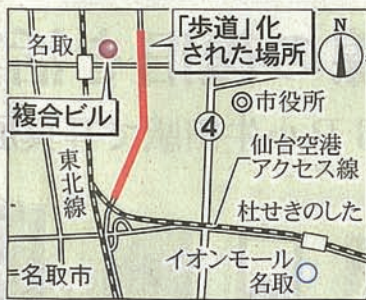 名取
「歩道」化
された場所
N
複合ビル
◎市役所
4
東北線
仙台空港
アクセス線
杜せきのした
名取市
イオンモール
名取